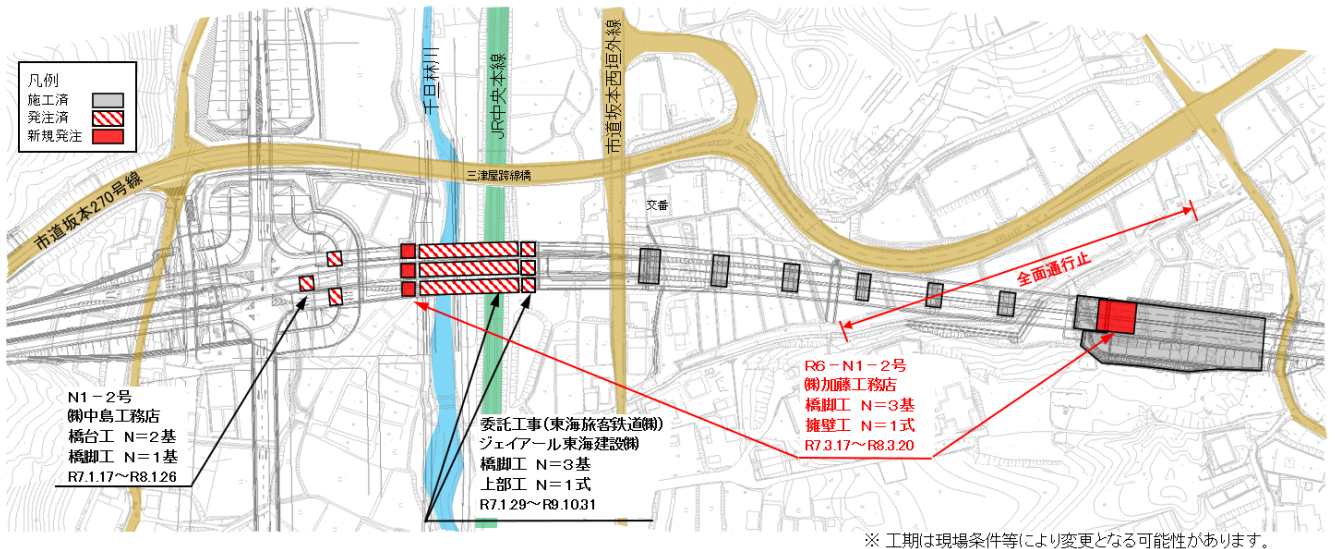 凡例
施工済
発注済
新規発注
市道坂本270号線
千旦林川
JR中央本線
市道坂本西垣外線
三津屋跨線橋
交番
全面通行止
N1-2号
㈱中島工務店
橋台工 N=2基
橋脚工 N=1基
R7.1.17～R8.1.26
委託工事(東海旅客鉄道㈱)
ジェイアール東海建設㈱
橋脚工 N=3基
上部工 N=1式
R7.1.29～R9.10.31
R6-N1-2号
㈱加藤工務店
橋脚工 N=3基
擁壁工 N=1式
R7.3.17～R8.3.20
※ 工期は現場条件等により変更となる可能性があります。